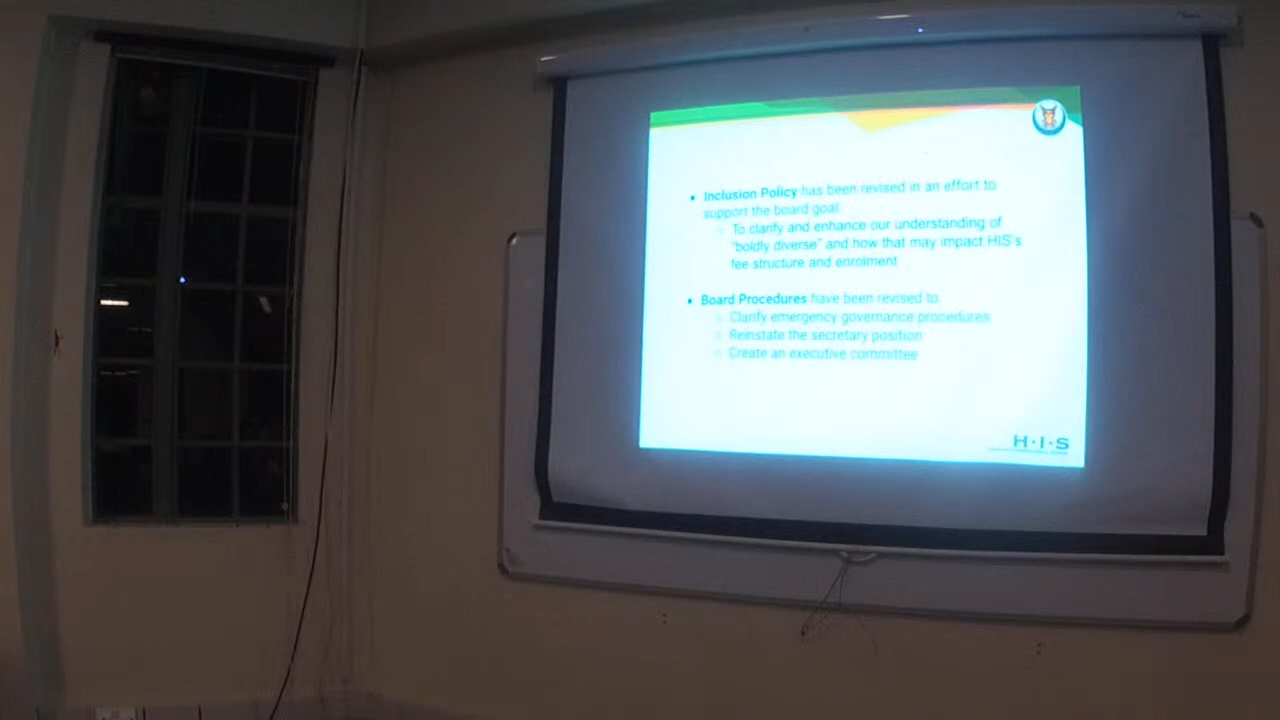 Inclusion Policy has been revised in an effort to
support the board goal:
To clarify and enhance our understanding of
"boldly diverse" and how that may impact HIS's
fee structure and enrolment
Board Procedures have been revised to:
Clarify emergency governance procedures
Reinstate the secretary position
Create an executive committee
H·I·S